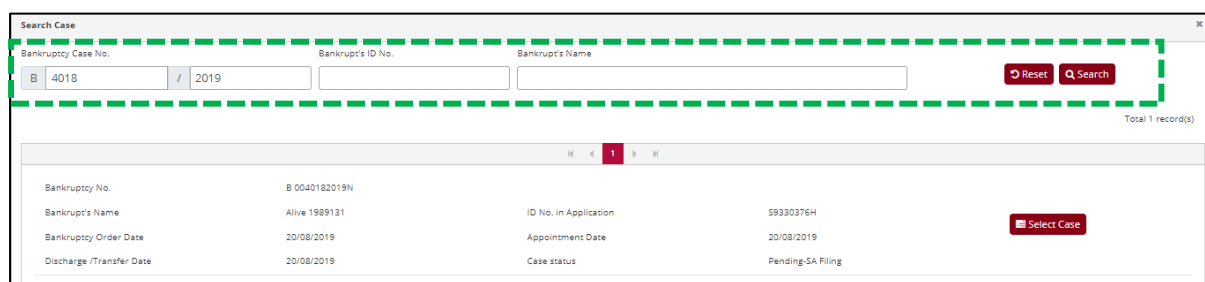 Search Case
Bankruptcy Case No. Bankrupt's ID No. Bankrupt's Name
B 4018 / 2019 Reset Search
Total 1 record(s)
1
Bankruptcy No. B 0040182019N
Bankrupt's Name Alive 1989131 ID No. in Application S9330376H
Select Case
Bankruptcy Order Date 20/08/2019 Appointment Date 20/08/2019
Discharge /Transfer Date 20/08/2019 Case status Pending-SA Filing